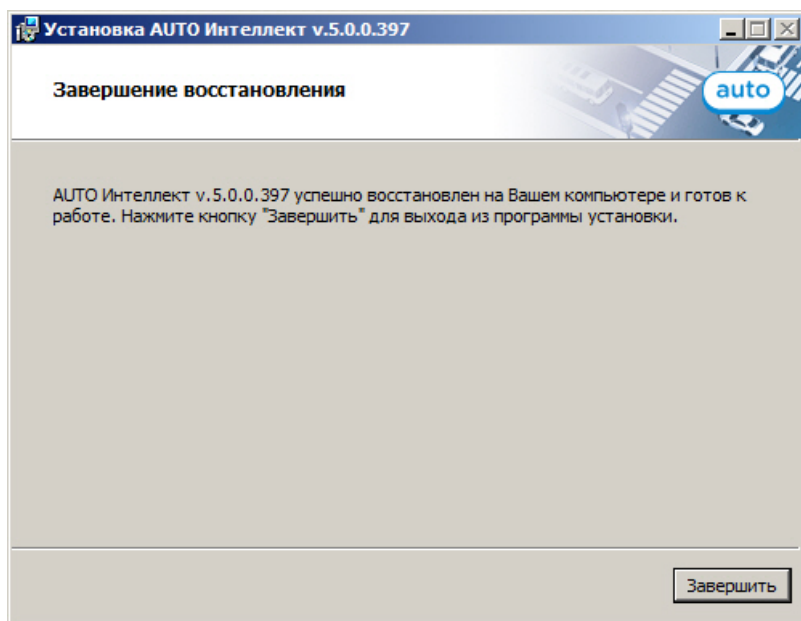 Установка AUTO Интеллект v.5.0.0.397
Завершение восстановления
auto
AUTO Интеллект v.5.0.0.397 успешно восстановлен на Вашем компьютере и готов к
работе. Нажмите кнопку "Завершить" для выхода из программы установки.
Завершить